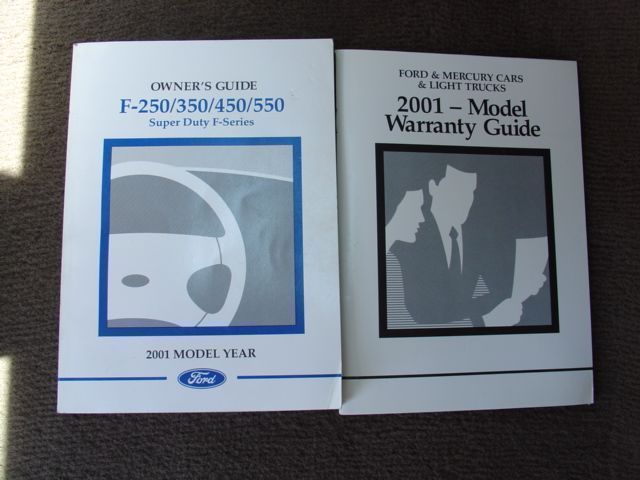 OWNER'S GUIDE
F-250/350/450/550
Super Duty F-Series
2001 MODEL YEAR
Ford
FORD & MERCURY CARS
& LIGHT TRUCKS
2001 – Model
Warranty Guide